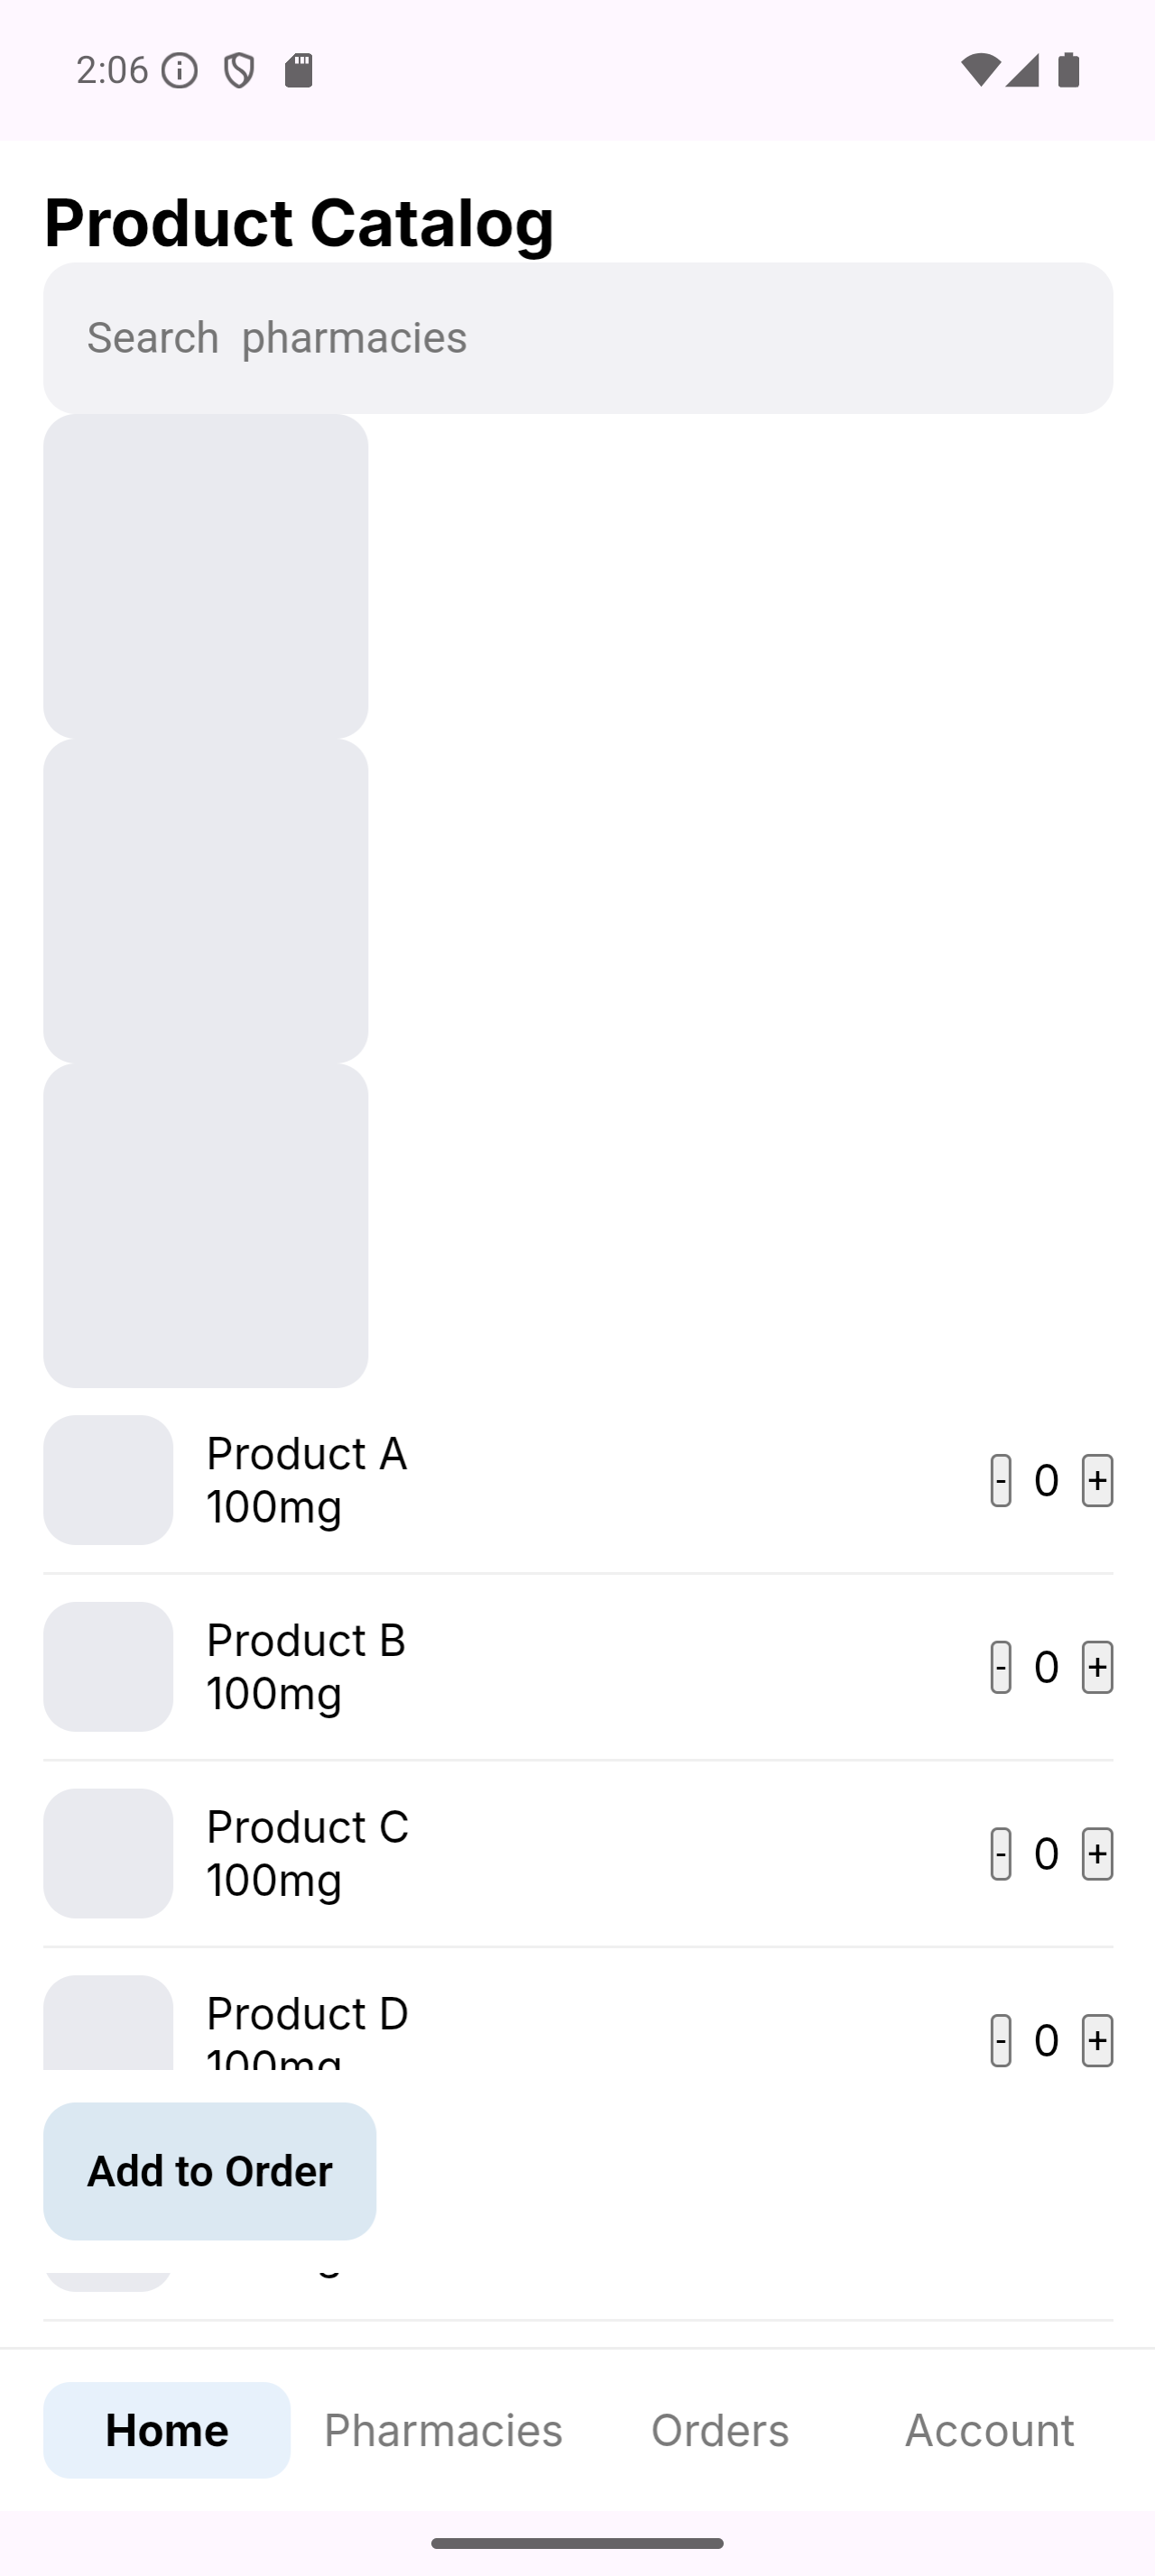 2:06
Product Catalog
Search  pharmacies
Product A
100mg
- 0 +
Product B
100mg
- 0 +
Product C
100mg
- 0 +
Product D
100mg
- 0 +
Add to Order
Home Pharmacies Orders Account